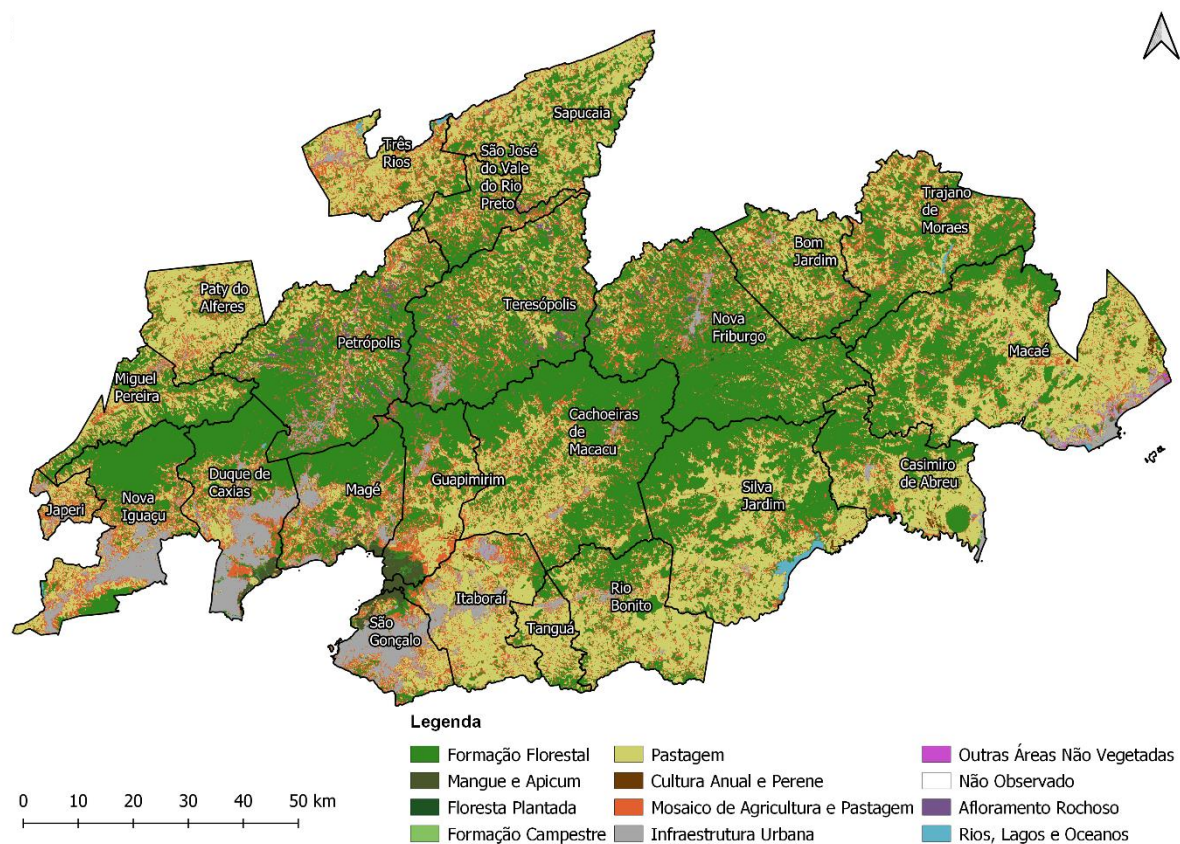 Sapucaia
Três
Rios
São José
do Vale
do Rio
Preto
Trajano
de
Moraes
Bom
Jardim
Paty do
Alferes
Teresópolis
Nova
Friburgo
Petrópolis
Macaé
Miguel
Pereira
Cachoeiras
de
Macacu
Casimiro
de Abreu
Duque de
Caxias
Guapimirim
Magé
Silva
Jardim
Nova
Iguaçu
Japeri
Rio
Bonito
Itaboraí
Tanguá
São
Gonçalo
Legenda
Formação Florestal
Mangue e Apicum
Floresta Plantada
Formação Campestre
Pastagem
Cultura Anual e Perene
Mosaico de Agricultura e Pastagem
Infraestrutura Urbana
Outras Áreas Não Vegetadas
Não Observado
Afloramento Rochoso
Rios, Lagos e Oceanos
0 10 20 30 40 50 km